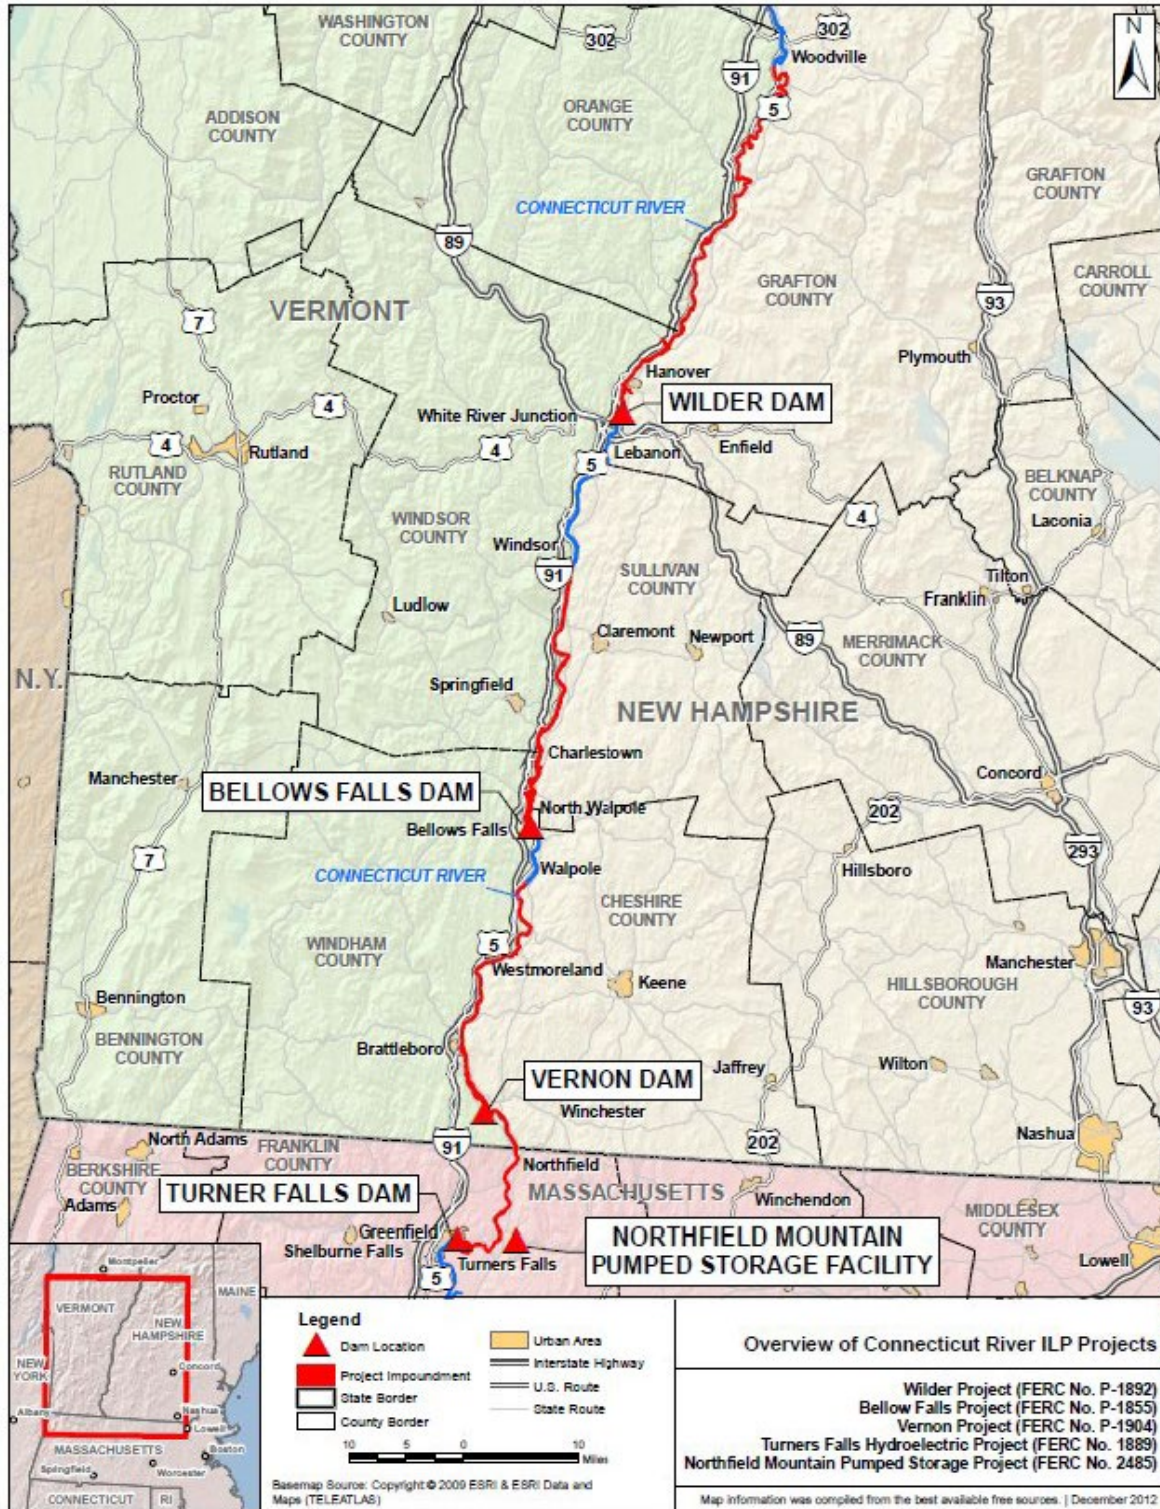 WASHINGTON
COUNTY
302
302
Woodville
N
91
ADDISON
COUNTY
ORANGE
COUNTY
5
GRAFTON
COUNTY
CONNECTICUT RIVER
89
GRAFTON
COUNTY
CARROLL
COUNTY
93
VERMONT
7
Plymouth
Hanover
Proctor
4
WILDER DAM
White River Junction
4
Rutland
4
Lebanon
Enfield
5
RUTLAND
COUNTY
BELKNAP
COUNTY
WINDSOR
COUNTY
4
Laconia
Windsor
91
SULLIVAN
COUNTY
Tilton
Franklin
Ludlow
Claremont
Newport
89
MERRIMACK
COUNTY
N.Y.
Springfield
NEW HAMPSHIRE
Charlestown
Manchester
Concord
BELLOWS FALLS DAM
North Walpole
202
Bellows Falls
293
7
Walpole
Hillsboro
CONNECTICUT RIVER
CHESHIRE
COUNTY
WINDHAM
COUNTY
5
Westmoreland
Manchester
Keene
HILLSBOROUGH
COUNTY
Bennington
93
BENNINGTON
COUNTY
Brattleboro
Jaffrey
Wilton
VERNON DAM
Winchester
Nashua
North Adams
FRANKLIN
COUNTY
91
202
BERKSHIRE
COUNTY
Northfield
TURNER FALLS DAM
MASSACHUSETTS
Winchendon
Adams
MIDDLESEX
COUNTY
Greenfield
Shelburne Falls
NORTHFIELD MOUNTAIN
PUMPED STORAGE FACILITY
Turners Falls
Lowell
5
Montpelier
VERMONT
MAINE
NEW
HAMPSHIRE
NEW
YORK
Concord
Albany
Nashua
Lowell
MASSACHUSETTS
Boston
Springfield
Worcester
CONNECTICUT
RI
Legend
Dam Location
Project Impoundment
State Border
County Border
Urban Area
Interstate Highway
U.S. Route
State Route
10 5 0 10
Miles
Basemap Source: Copyright © 2009 ESRI & ESRI Data and
Maps (TELEATLAS)
Overview of Connecticut River ILP Projects
Wilder Project (FERC No. P-1892)
Bellow Falls Project (FERC No. P-1855)
Vernon Project (FERC No. P-1904)
Turners Falls Hydroelectric Project (FERC No. 1889)
Northfield Mountain Pumped Storage Project (FERC No. 2485)
Map information was compiled from the best available free sources. | December 2012